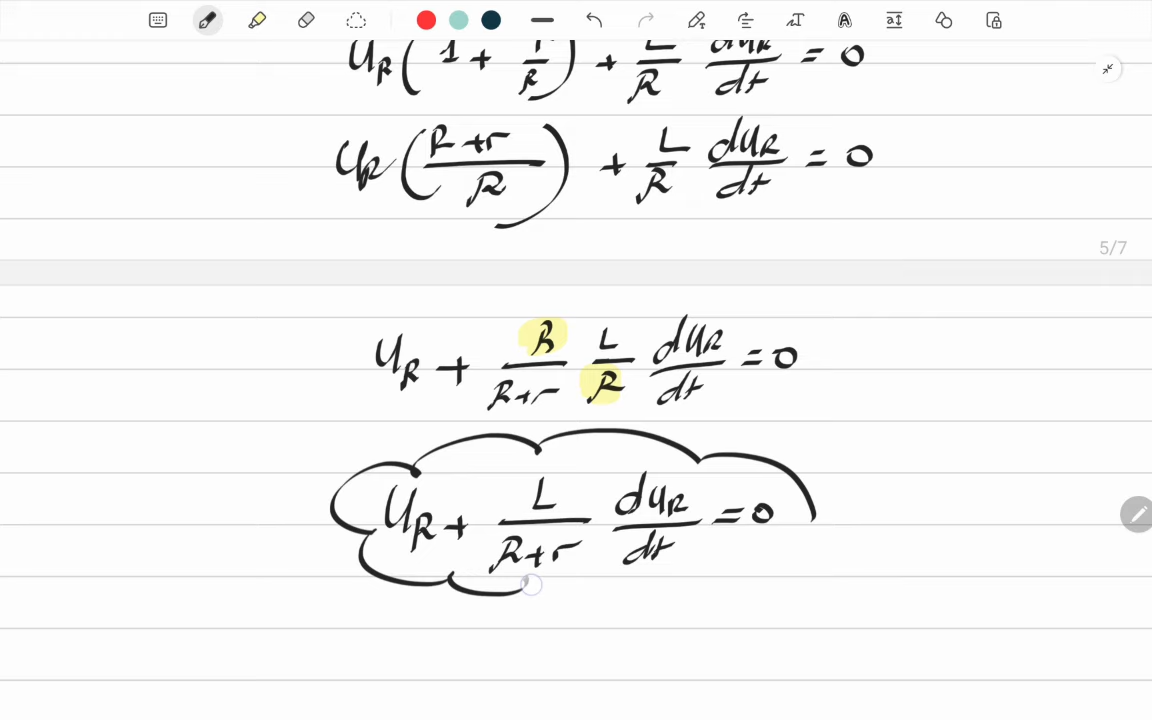 U_R ( 1 + r/R ) + L/R du_R/dt = 0
U_R ( R+r/R ) + L/R du_R/dt = 0
5/7
U_R + R/R+r L/R du_R/dt = 0
U_R + L/R+r du_R/dt = 0